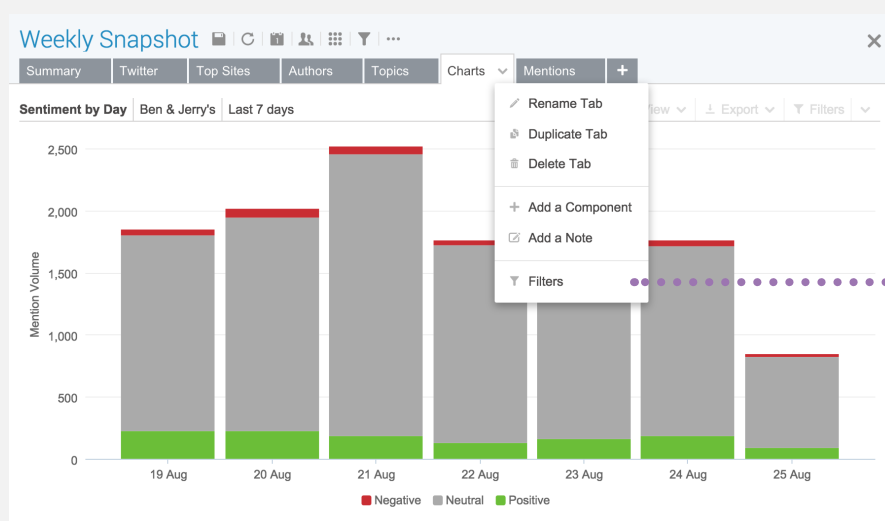 Weekly Snapshot
Summary Twitter Top Sites Authors Topics Charts Mentions +
Sentiment by Day Ben & Jerry's Last 7 days Export Filters
Rename Tab
Duplicate Tab
Delete Tab
Add a Component
Add a Note
Filters
Mention Volume
2,500
2,000
1,500
1,000
500
0
19 Aug 20 Aug 21 Aug 22 Aug 23 Aug 24 Aug 25 Aug
Negative Neutral Positive